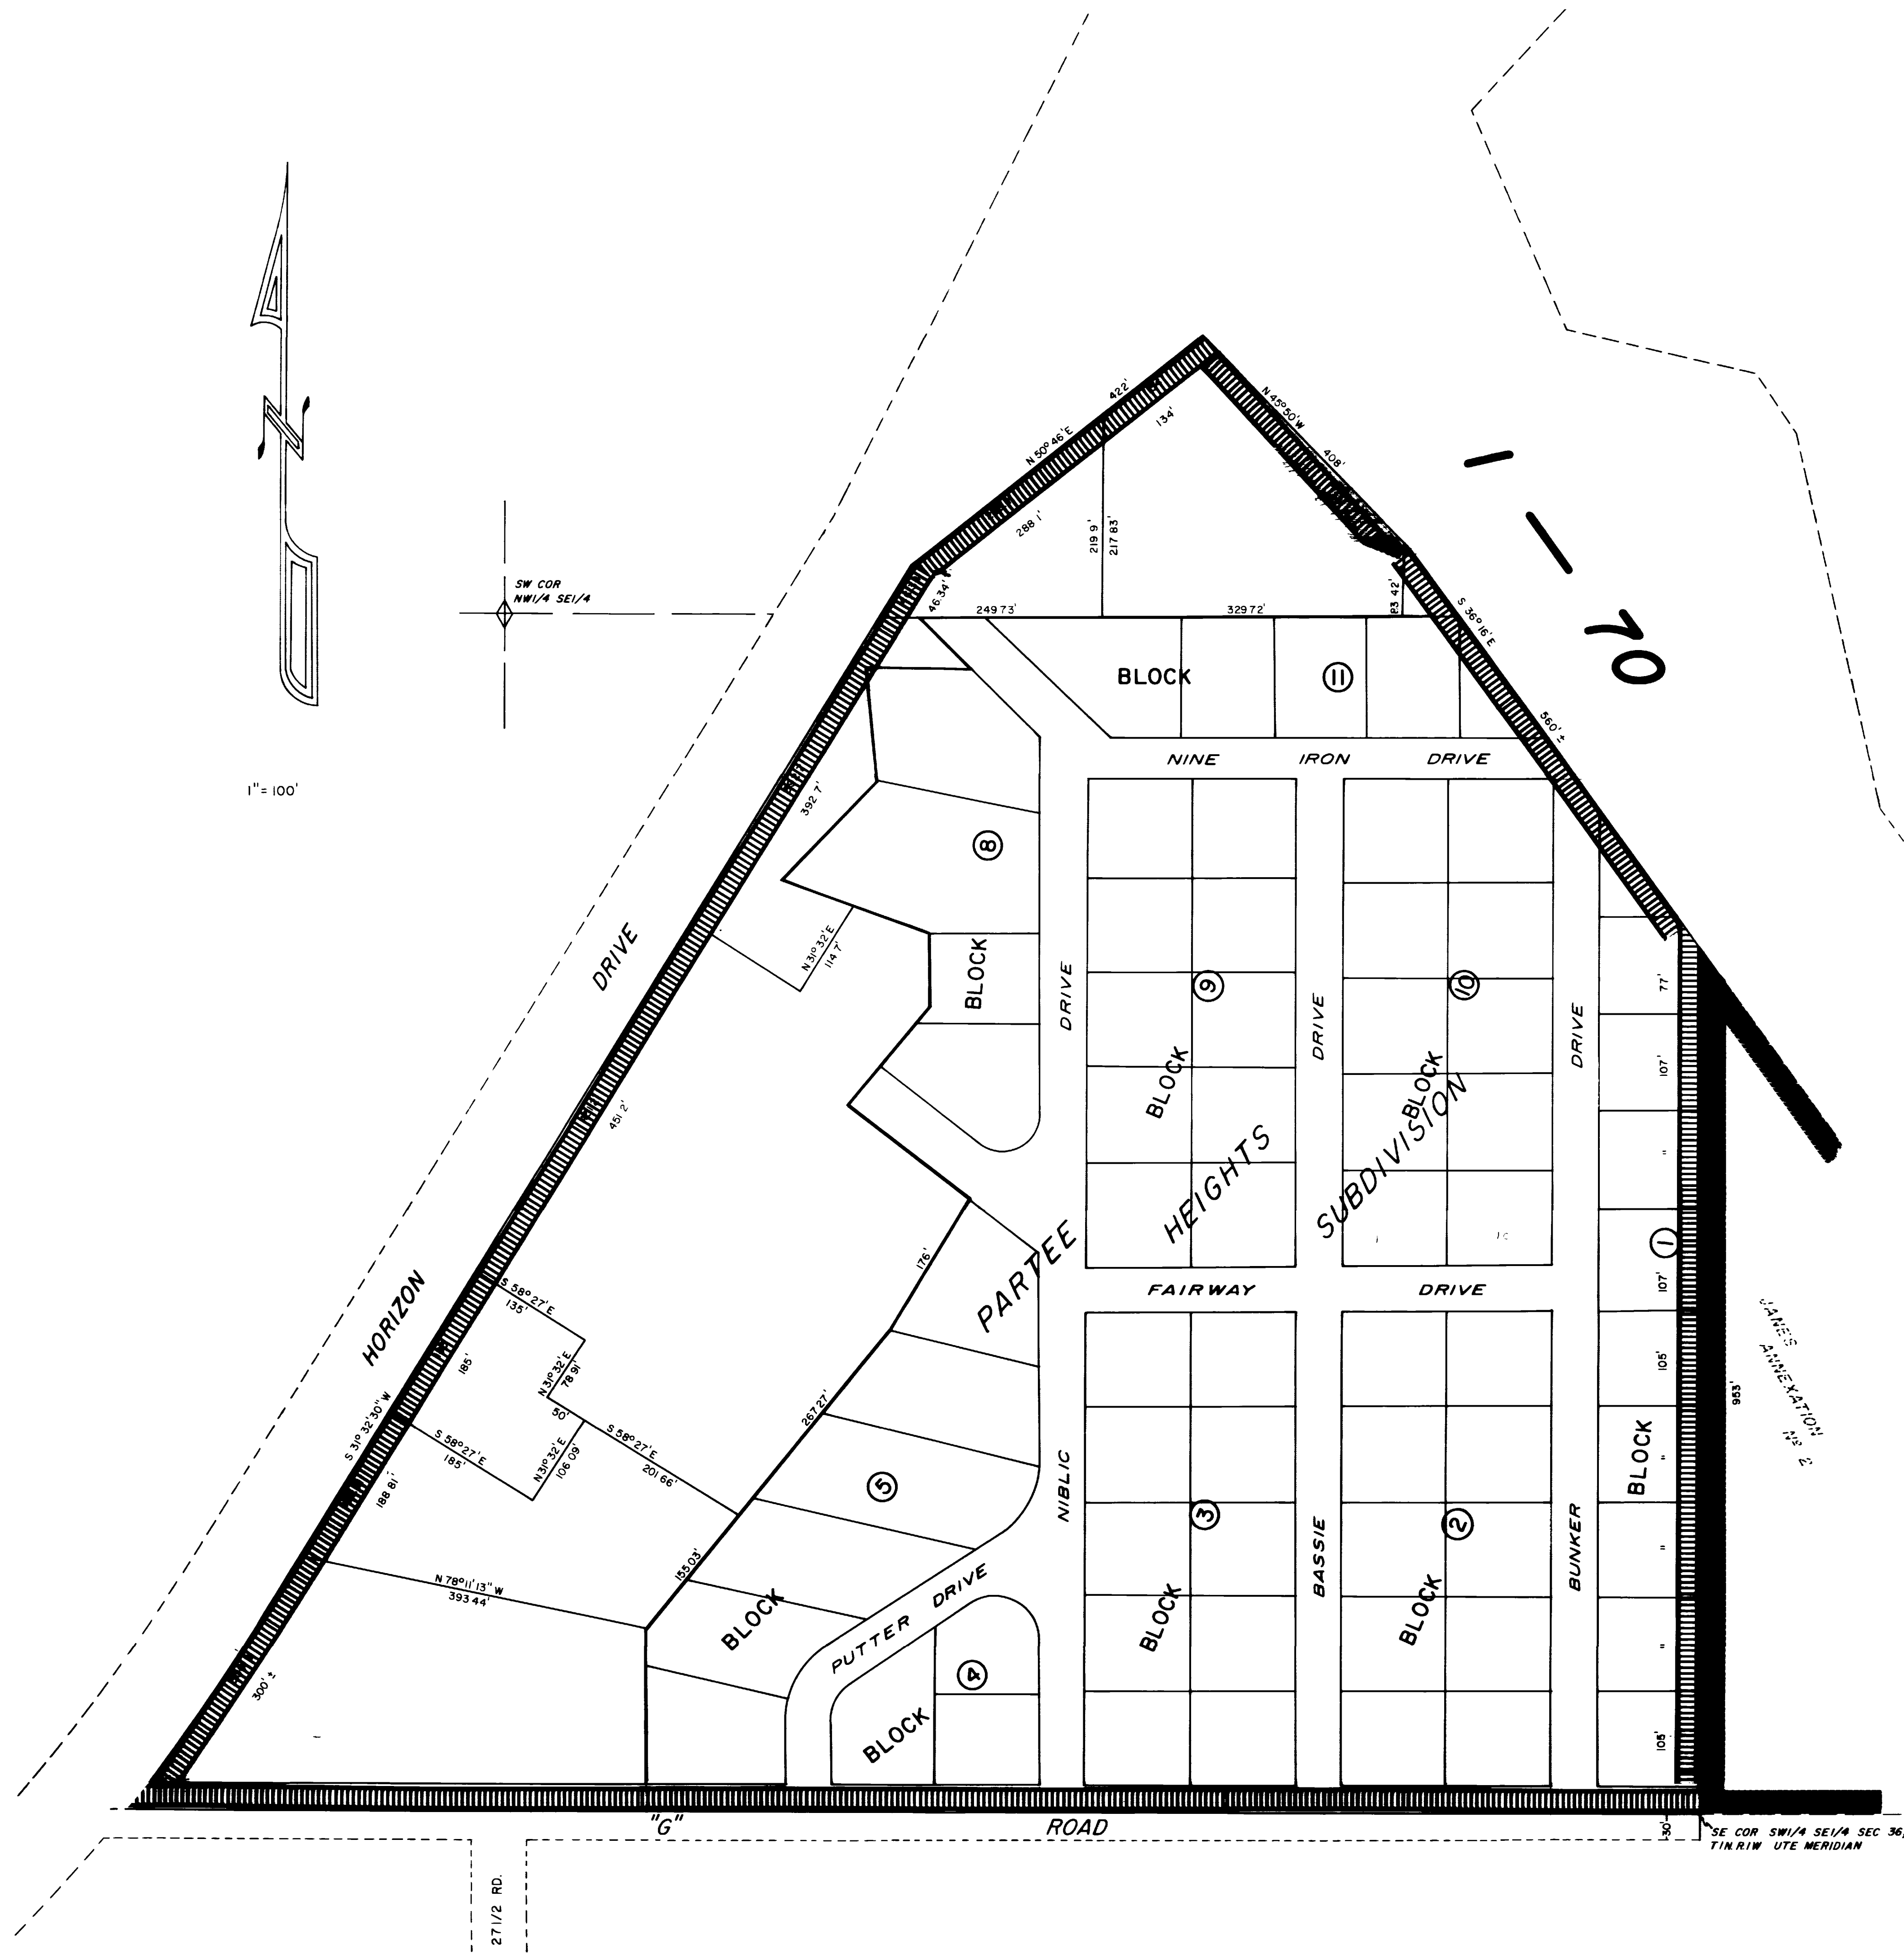 N
1" = 100'
SW COR
NW1/4 SE1/4
422'
N 50° 46' E
134'
288 1'
N 45° 50' W
408'
219 9'
217 83'
46.34'
249 73'
329 72'
83 42'
S 36° 16' E
560' ±
I - 70
BLOCK
11
NINE IRON DRIVE
392 7'
8
BLOCK
N 31° 32' E
114 7'
HORIZON DRIVE
451 2'
DRIVE
9
BLOCK
DRIVE
10
BLOCK
DRIVE
77'
107'
"
1
107'
105'
BLOCK
"
"
"
105'
PARTEE HEIGHTS SUBDIVISION
FAIRWAY DRIVE
176'
267 27'
S 58° 27' E
135'
185'
N 31° 32' E
78 91'
50'
S 31° 32' 30" W
S 58° 27' E
185'
N 31° 32' E
106 09'
S 58° 27' E
201 66'
188 81'
155 03'
N 78° 11' 13" W
393 44'
300' ±
5
BLOCK
PUTTER DRIVE
4
BLOCK
NIBLIC
3
BLOCK
BASSIE
2
BLOCK
BUNKER
953'
JANE'S
ANNEXATION
Nº 2
"G" ROAD
30'
SE COR SW1/4 SE1/4 SEC 36,
T1N.R1W UTE MERIDIAN
27 1/2 RD.